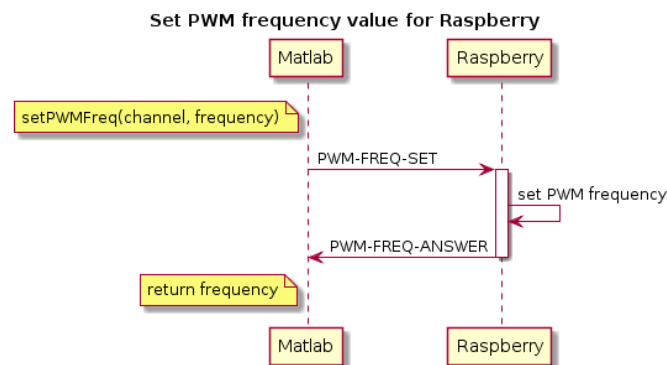 Set PWM frequency value for Raspberry
Matlab
Raspberry
setPWMFreq(channel, frequency)
PWM-FREQ-SET
set PWM frequency
PWM-FREQ-ANSWER
return frequency
Matlab
Raspberry